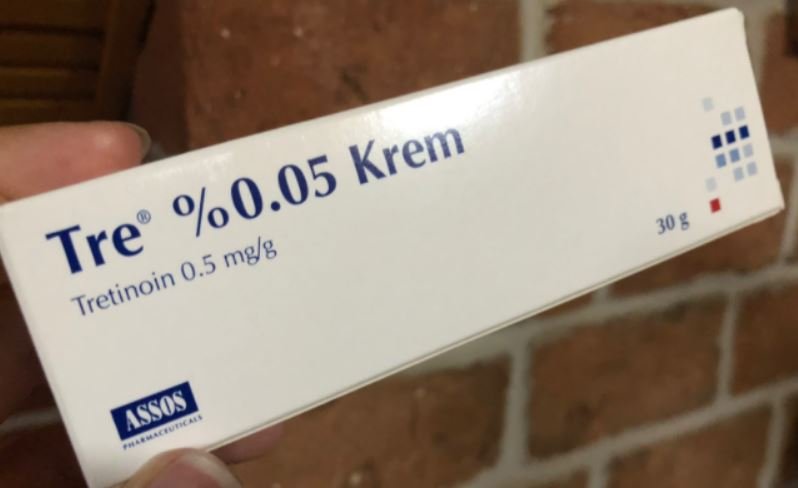 Tre® %0.05 Krem
Tretinoin 0.5 mg/g
30 g
ASSOS
PHARMACEUTICALS